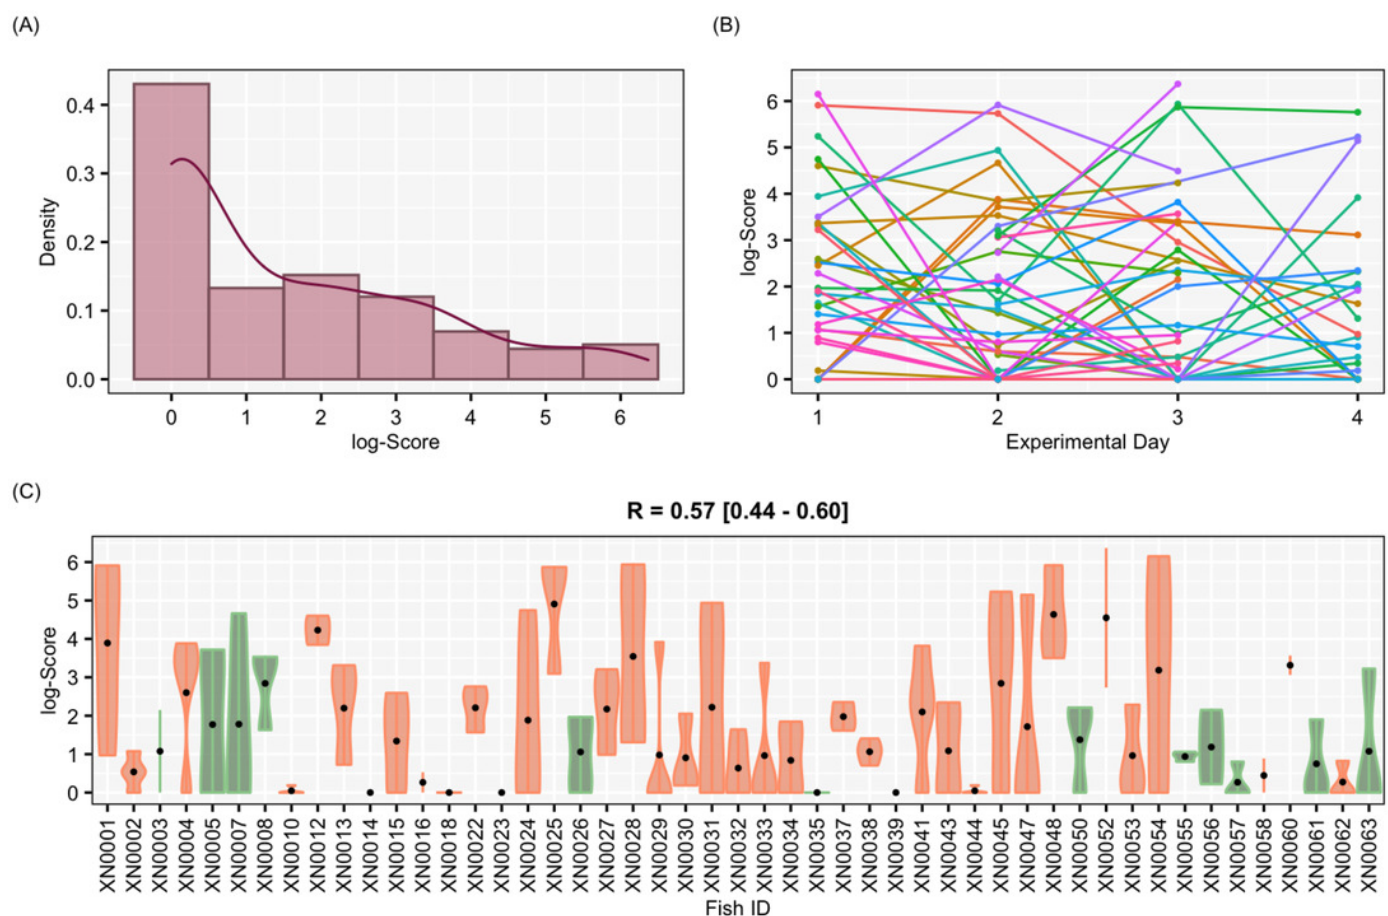 (A)
(B)
Density
0.4
0.3
0.2
0.1
0.0
0 1 2 3 4 5 6
log-Score
log-Score
6
5
4
3
2
1
0
1 2 3 4
Experimental Day
(C)
R = 0.57 [0.44 - 0.60]
log-Score
6
5
4
3
2
1
0
XN0001
XN0002
XN0003
XN0004
XN0005
XN0007
XN0008
XN0010
XN0012
XN0013
XN0014
XN0015
XN0016
XN0018
XN0022
XN0023
XN0024
XN0025
XN0026
XN0027
XN0028
XN0029
XN0030
XN0031
XN0032
XN0033
XN0034
XN0035
XN0037
XN0038
XN0039
XN0041
XN0043
XN0044
XN0045
XN0047
XN0048
XN0050
XN0052
XN0053
XN0054
XN0055
XN0056
XN0057
XN0058
XN0060
XN0061
XN0062
XN0063
Fish ID